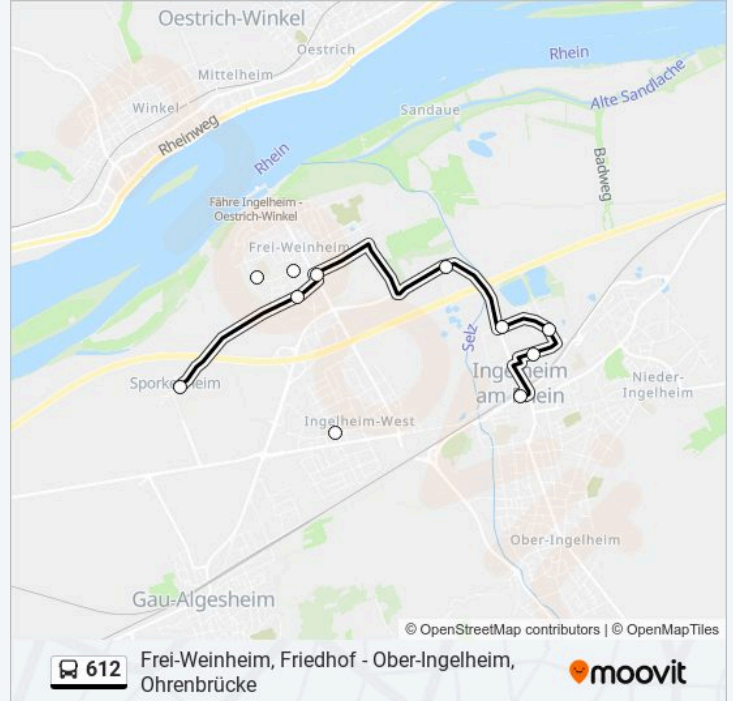 Oestrich-Winkel
Oestrich
Rhein
Mittelheim
Alte Sandlache
Winkel
Sandaue
Rheinweg
Rhein
Badweg
Fähre Ingelheim -
Oestrich-Winkel
Frei-Weinheim
Selz
Ingelheim
am Rhein
Nieder-
Ingelheim
Sporkenheim
Ingelheim-West
Ober-Ingelheim
Gau-Algesheim
© OpenStreetMap contributors | © OpenMapTiles
612
Frei-Weinheim, Friedhof - Ober-Ingelheim,
Ohrenbrücke
moovit